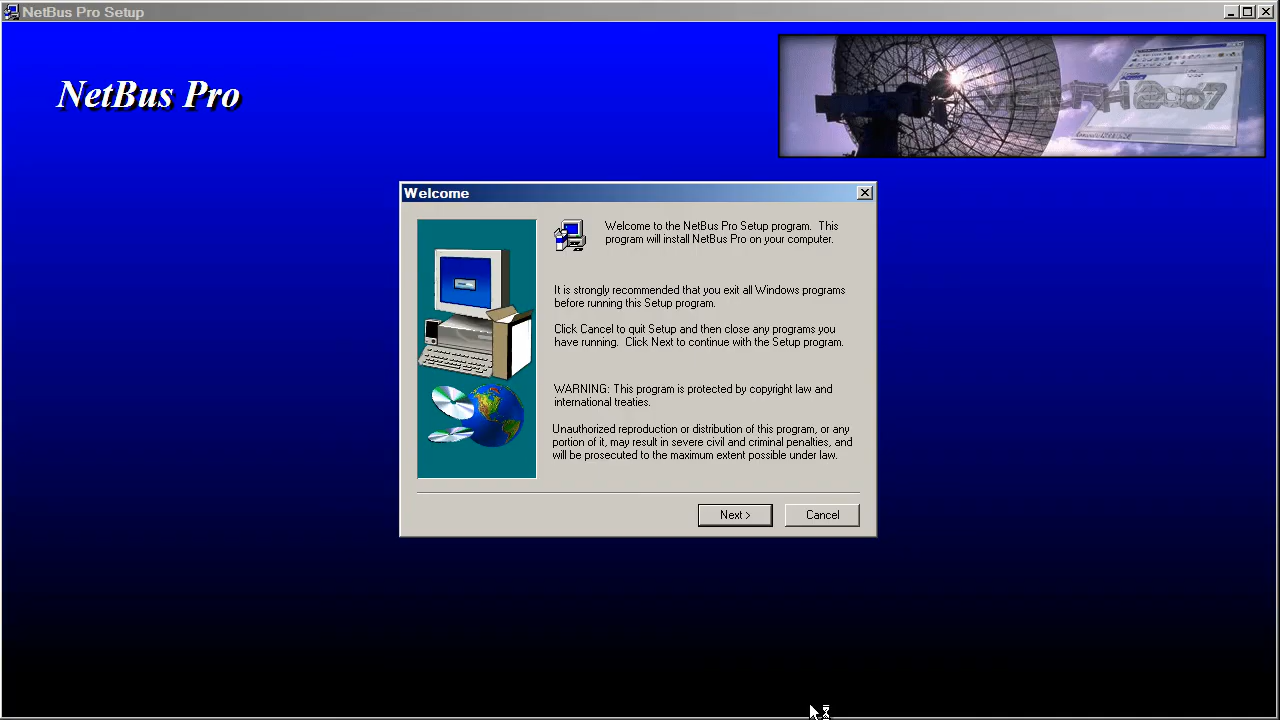 NetBus Pro Setup
NetBus Pro
Welcome
Welcome to the NetBus Pro Setup program.  This
program will install NetBus Pro on your computer.
It is strongly recommended that you exit all Windows programs
before running this Setup program.
Click Cancel to quit Setup and then close any programs you
have running.  Click Next to continue with the Setup program.
WARNING: This program is protected by copyright law and
international treaties.
Unauthorized reproduction or distribution of this program, or any
portion of it, may result in severe civil and criminal penalties, and
will be prosecuted to the maximum extent possible under law.
Next >
Cancel